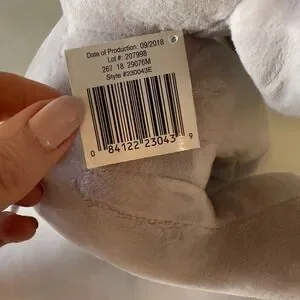 Date of Production: 09/2018
Lot #: 207998
267 18 29076M
Style #230043E
0 84122 23043 9